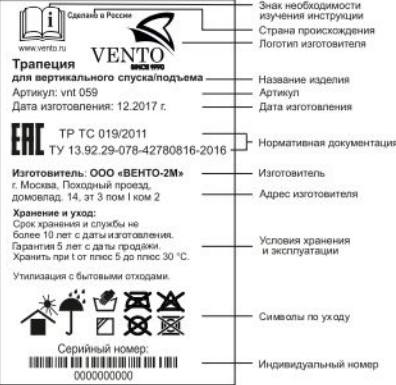 Сделано в России
www.vento.ru
VENTO
SINCE 1990
Трапеция
для вертикального спуска/подъема
Артикул: vnt 059
Дата изготовления: 12.2017 г.
EAC
ТР ТС 019/2011
ТУ 13.92.29-078-42780816-2016
Изготовитель: ООО «ВЕНТО-2М»
г. Москва, Походный проезд,
домовлад. 14, эт 3 пом I ком 2
Хранение и уход:
Срок хранения и службы не
более 10 лет с даты изготовления.
Гарантия 5 лет с даты продажи.
Хранить при t от плюс 5 до плюс 30 °С.
Утилизация с бытовыми отходами.
Серийный номер:
0000000000
Знак необходимости
изучения инструкции
Страна происхождения
Логотип изготовителя
Название изделия
Артикул
Дата изготовления
Нормативная документация
Изготовитель
Адрес изготовителя
Условия хранения
и эксплуатации
Символы по уходу
Индивидуальный номер